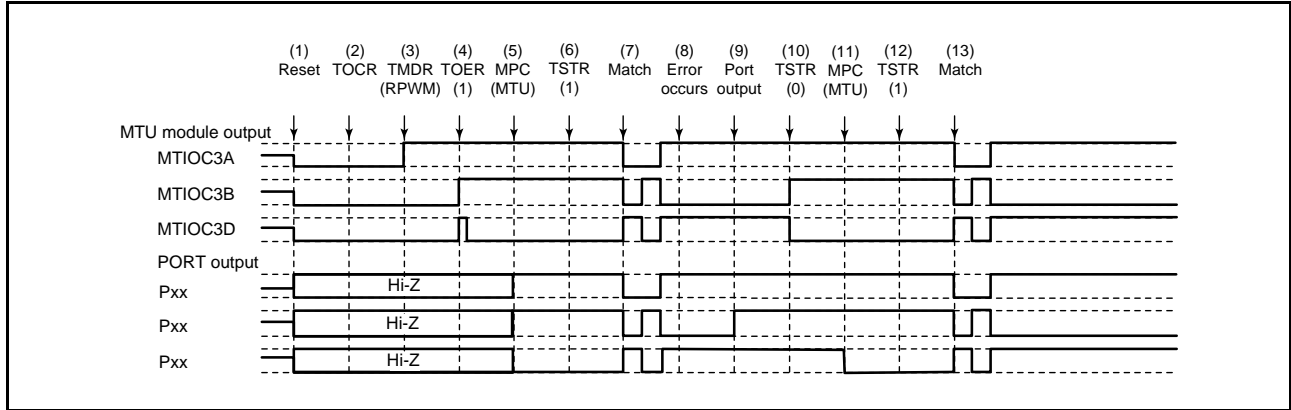 (1) (2) (3) (4) (5) (6) (7) (8) (9) (10) (11) (12) (13)
Reset TOCR TMDR TOER MPC TSTR Match Error Port TSTR MPC TSTR Match
(RPWM) (1) (MTU) (1) occurs output (0) (MTU) (1)
MTU module output
MTIOC3A
MTIOC3B
MTIOC3D
PORT output
Pxx Hi-Z
Pxx Hi-Z
Pxx Hi-Z